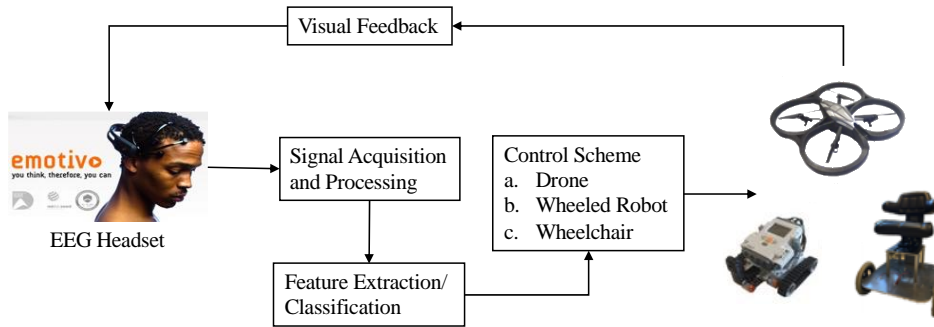 Visual Feedback
emotiv
you think, therefore, you can
EEG Headset
Signal Acquisition
and Processing
Feature Extraction/
Classification
Control Scheme
a. Drone
b. Wheeled Robot
c. Wheelchair